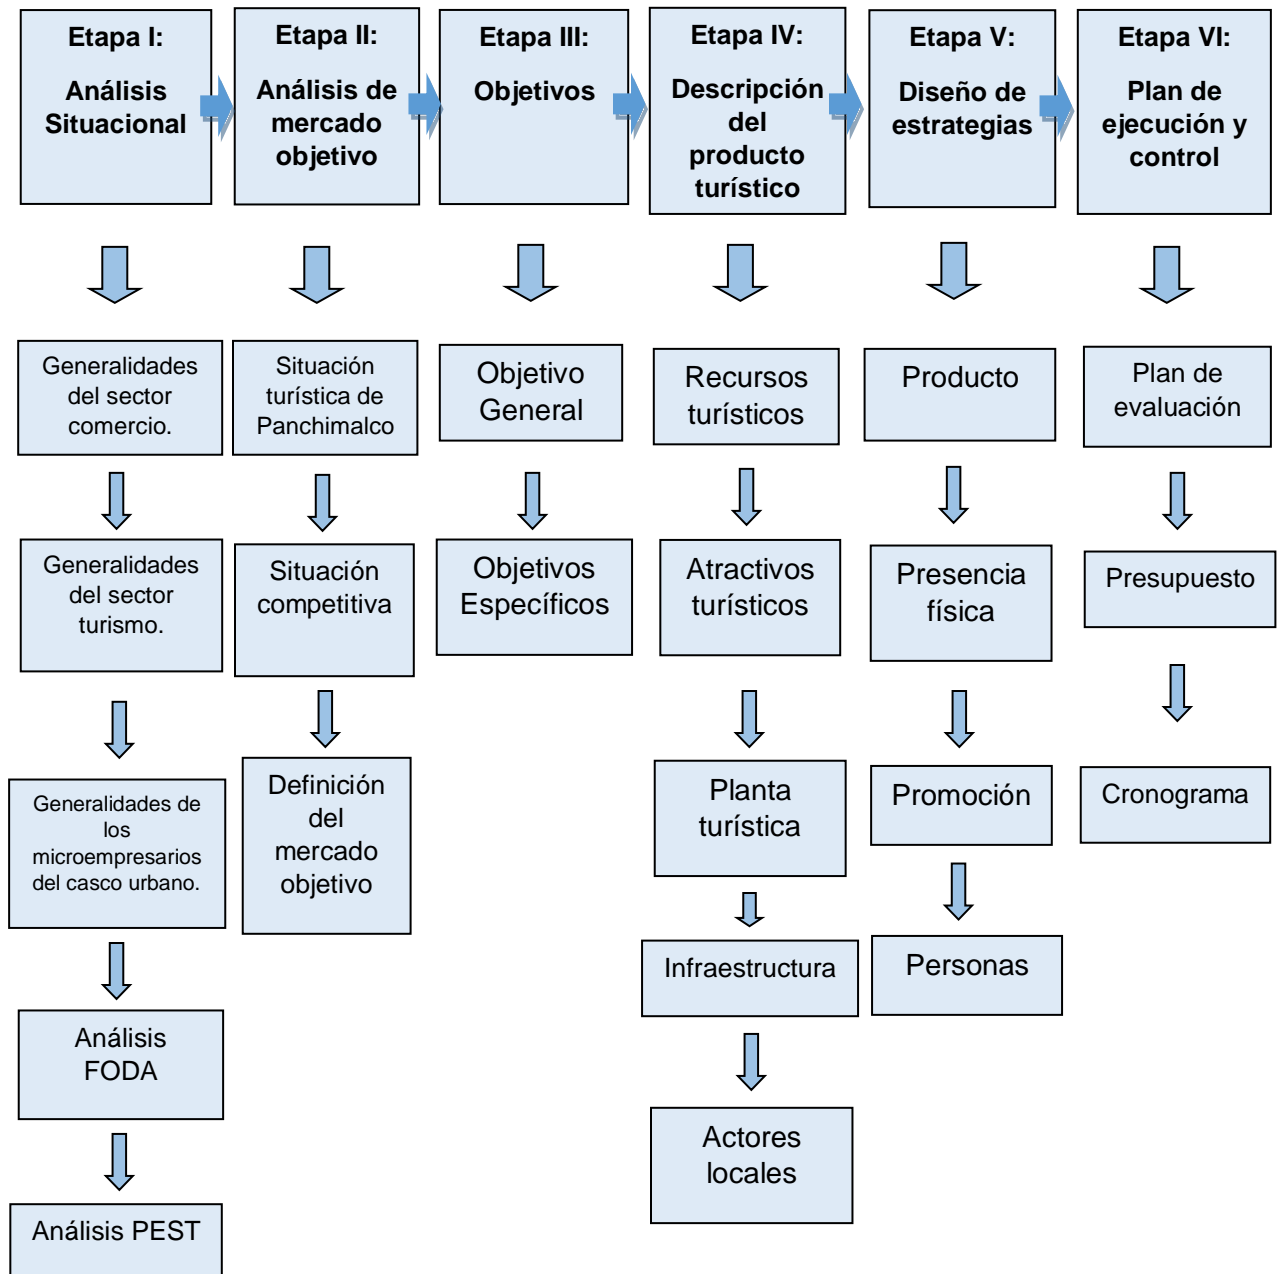 Etapa I:
Análisis
Situacional
Etapa II:
Análisis de
mercado
objetivo
Etapa III:
Objetivos
Etapa IV:
Descripción
del
producto
turístico
Etapa V:
Diseño de
estrategias
Etapa VI:
Plan de
ejecución y
control
Generalidades
del sector
comercio.
Generalidades
del sector
turismo.
Generalidades de
los
microempresarios
del casco urbano.
Análisis
FODA
Análisis PEST
Situación
turística de
Panchimalco
Situación
competitiva
Definición
del
mercado
objetivo
Objetivo
General
Objetivos
Específicos
Recursos
turísticos
Atractivos
turísticos
Planta
turística
Infraestructura
Actores
locales
Producto
Presencia
física
Promoción
Personas
Plan de
evaluación
Presupuesto
Cronograma